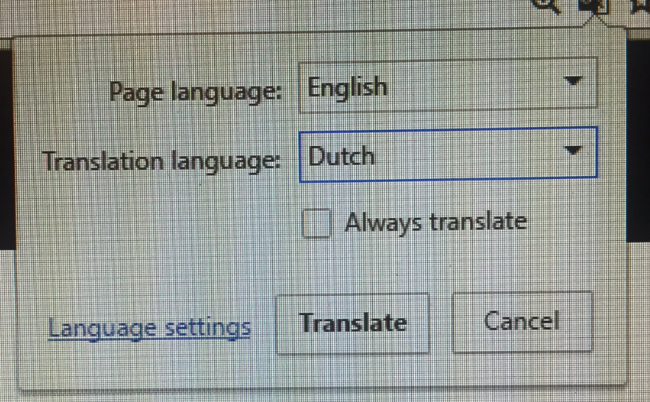 Page language: English
Translation language: Dutch
Always translate
Language settings Translate Cancel